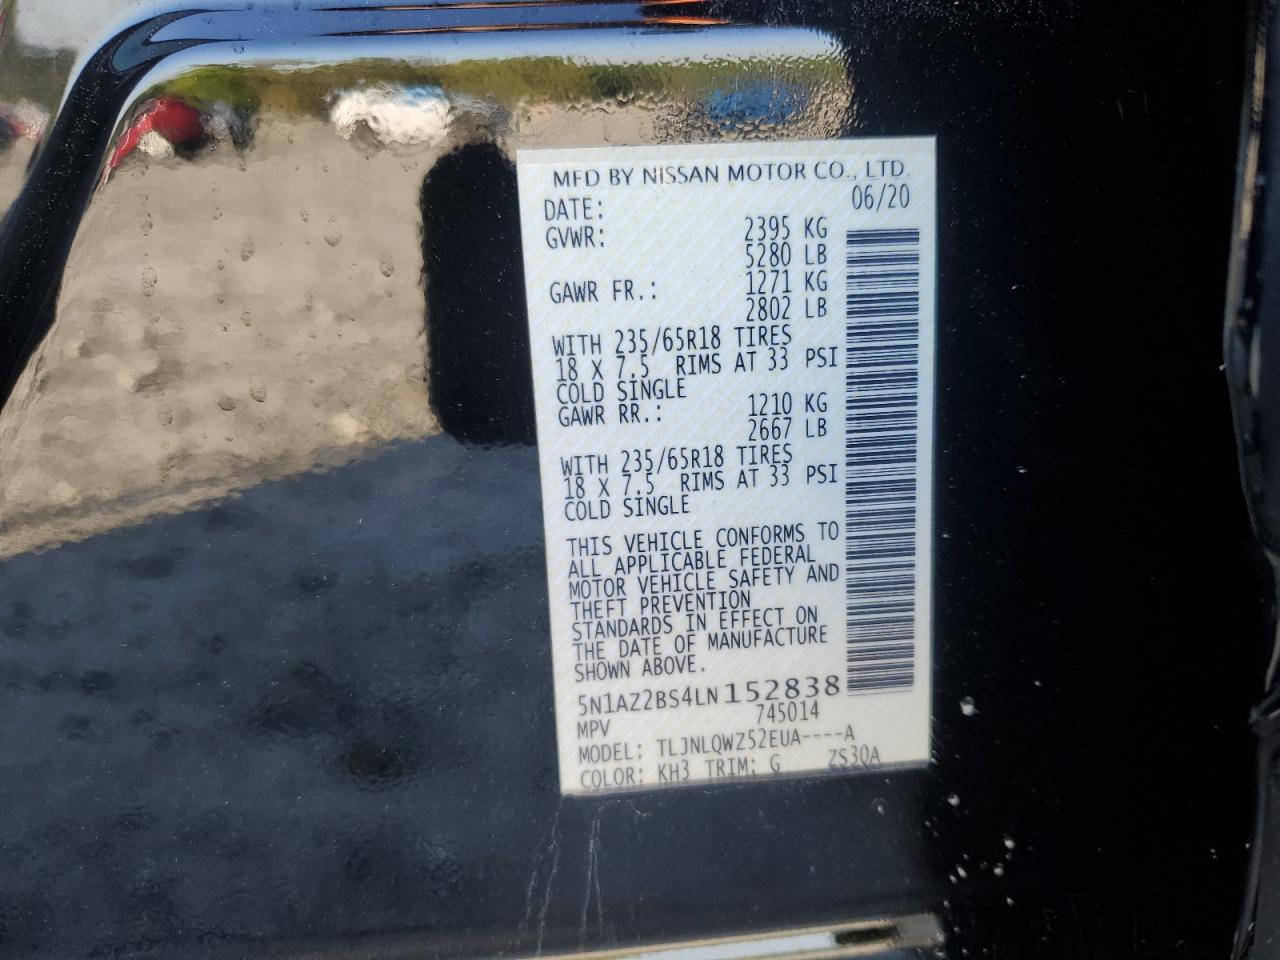 MFD BY NISSAN MOTOR CO., LTD.
DATE: 06/20
GVWR: 2395 KG
5280 LB
GAWR FR.: 1271 KG
2802 LB
WITH 235/65R18 TIRES
18 X 7.5 RIMS AT 33 PSI
COLD SINGLE
GAWR RR.: 1210 KG
2667 LB
WITH 235/65R18 TIRES
18 X 7.5 RIMS AT 33 PSI
COLD SINGLE
THIS VEHICLE CONFORMS TO
ALL APPLICABLE FEDERAL
MOTOR VEHICLE SAFETY AND
THEFT PREVENTION
STANDARDS IN EFFECT ON
THE DATE OF MANUFACTURE
SHOWN ABOVE.
5N1AZ2BS4LN152838
MPV 745014
MODEL: TLJNLQWZ52EUA----A
COLOR: KH3 TRIM: G ZS3QA